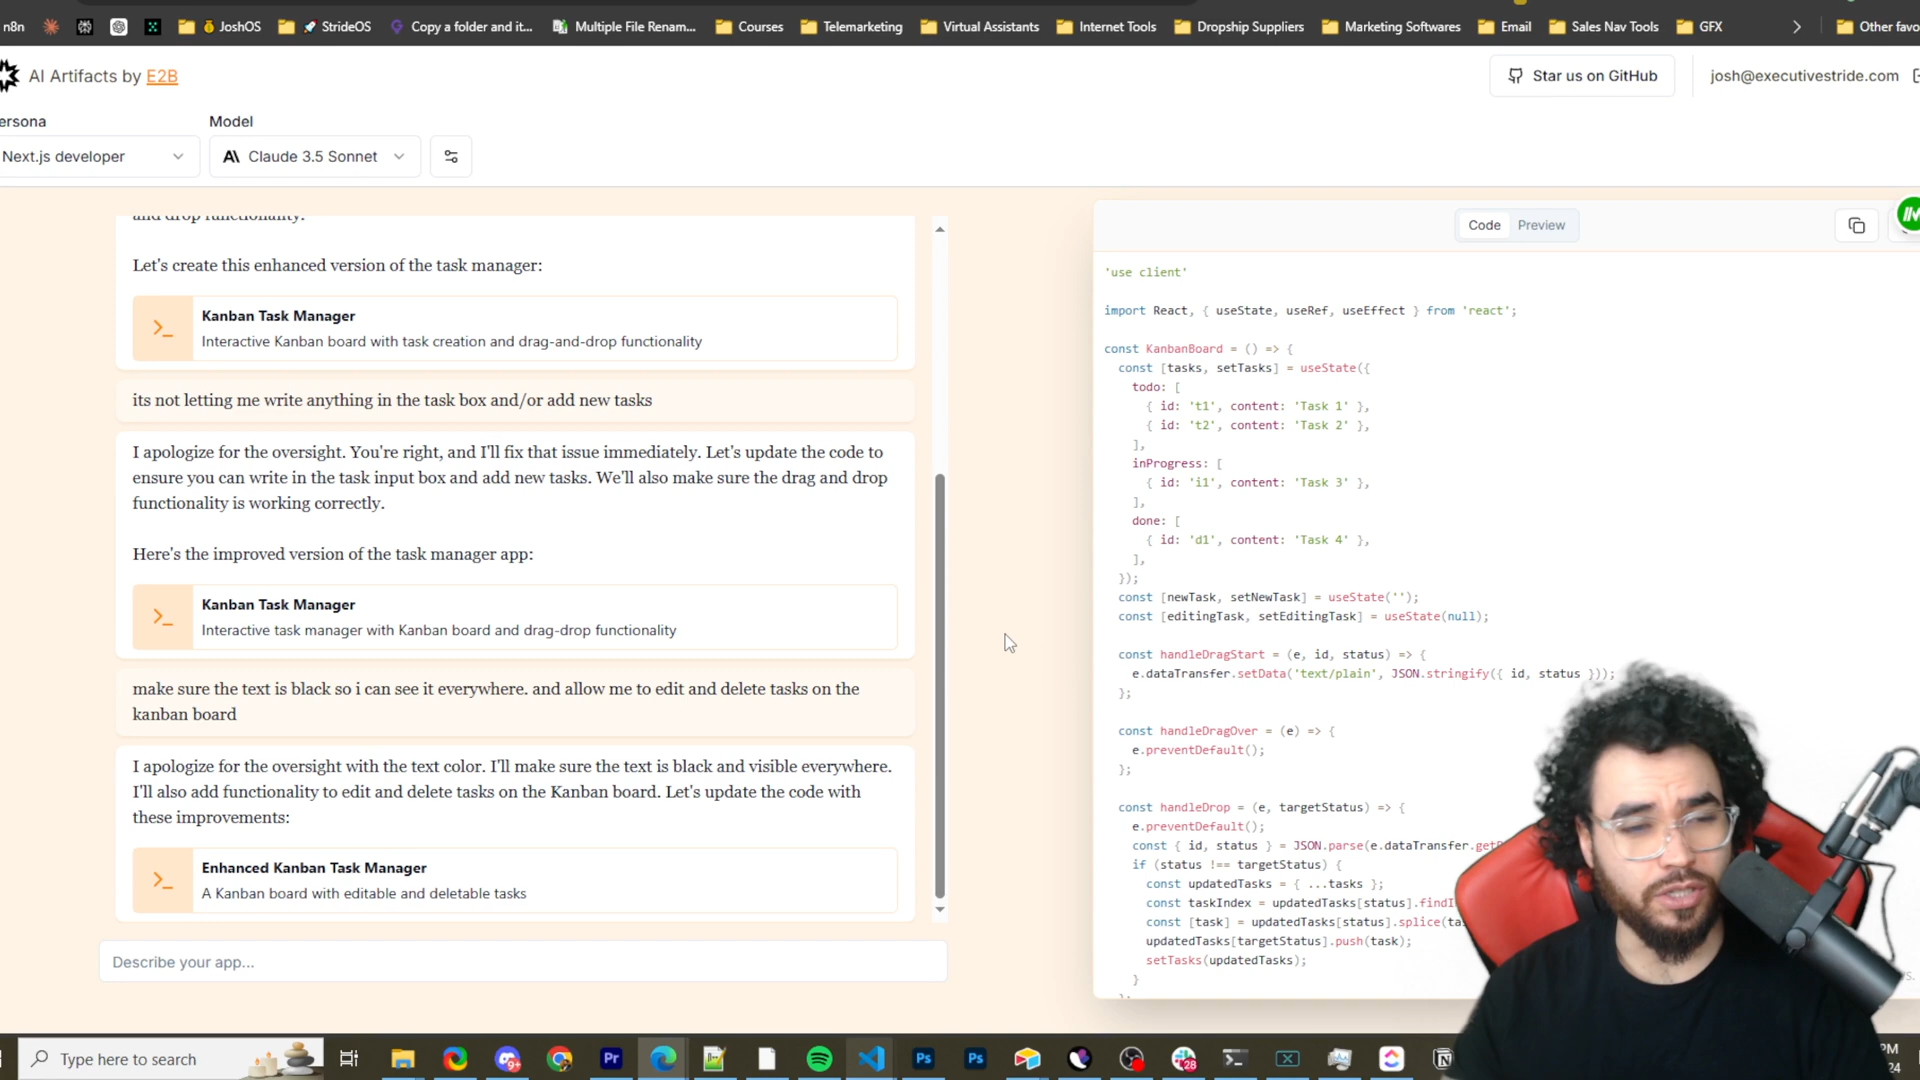 n8n
JoshOS
StrideOS
Copy a folder and it...
Multiple File Renam...
Courses
Telemarketing
Virtual Assistants
Internet Tools
Dropship Suppliers
Marketing Softwares
Email
Sales Nav Tools
GFX
Other favo
AI Artifacts by E2B
Star us on GitHub
josh@executivestride.com
ersona
Model
Next.js developer
Claude 3.5 Sonnet
and drop functionality.
Let's create this enhanced version of the task manager:
Kanban Task Manager
Interactive Kanban board with task creation and drag-and-drop functionality
its not letting me write anything in the task box and/or add new tasks
I apologize for the oversight. You're right, and I'll fix that issue immediately. Let's update the code to
ensure you can write in the task input box and add new tasks. We'll also make sure the drag and drop
functionality is working correctly.
Here's the improved version of the task manager app:
Kanban Task Manager
Interactive task manager with Kanban board and drag-drop functionality
make sure the text is black so i can see it everywhere. and allow me to edit and delete tasks on the
kanban board
I apologize for the oversight with the text color. I'll make sure the text is black and visible everywhere.
I'll also add functionality to edit and delete tasks on the Kanban board. Let's update the code with
these improvements:
Enhanced Kanban Task Manager
A Kanban board with editable and deletable tasks
Describe your app...
Code
Preview
'use client'
import React, { useState, useRef, useEffect } from 'react';
const KanbanBoard = () => {
const [tasks, setTasks] = useState({
todo: [
{ id: 't1', content: 'Task 1' },
{ id: 't2', content: 'Task 2' },
],
inProgress: [
{ id: 'i1', content: 'Task 3' },
],
done: [
{ id: 'd1', content: 'Task 4' },
],
});
const [newTask, setNewTask] = useState('');
const [editingTask, setEditingTask] = useState(null);
const handleDragStart = (e, id, status) => {
e.dataTransfer.setData('text/plain', JSON.stringify({ id, status }));
};
const handleDragOver = (e) => {
e.preventDefault();
};
const handleDrop = (e, targetStatus) => {
e.preventDefault();
const { id, status } = JSON.parse(e.dataTransfer.get
if (status !== targetStatus) {
const updatedTasks = { ...tasks };
const taskIndex = updatedTasks[status].findI
const [task] = updatedTasks[status].splice(ta
updatedTasks[targetStatus].push(task);
setTasks(updatedTasks);
}
Type here to search
Pr
Ps
Ps
9+
28
PM
24